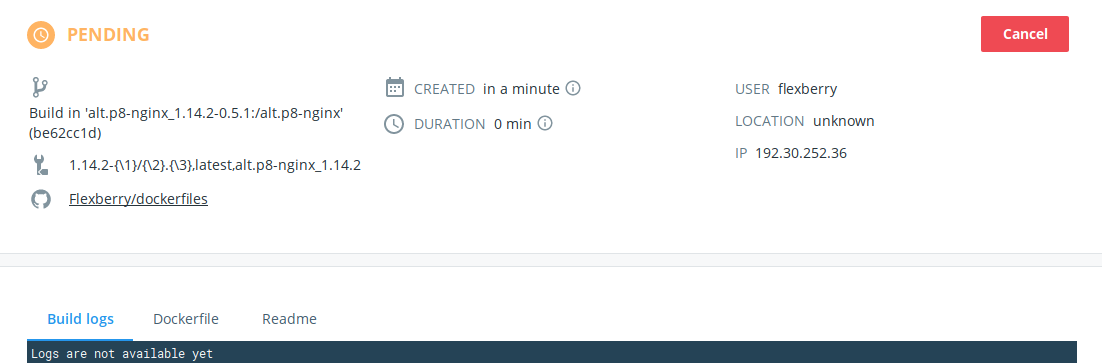 PENDING
Cancel
Build in 'alt.p8-nginx_1.14.2-0.5.1:/alt.p8-nginx'
(be62cc1d)
1.14.2-{\1}/{\2}.{\3},latest,alt.p8-nginx_1.14.2
Flexberry/dockerfiles
CREATED in a minute
DURATION 0 min
USER flexberry
LOCATION unknown
IP 192.30.252.36
Build logs Dockerfile Readme
Logs are not available yet